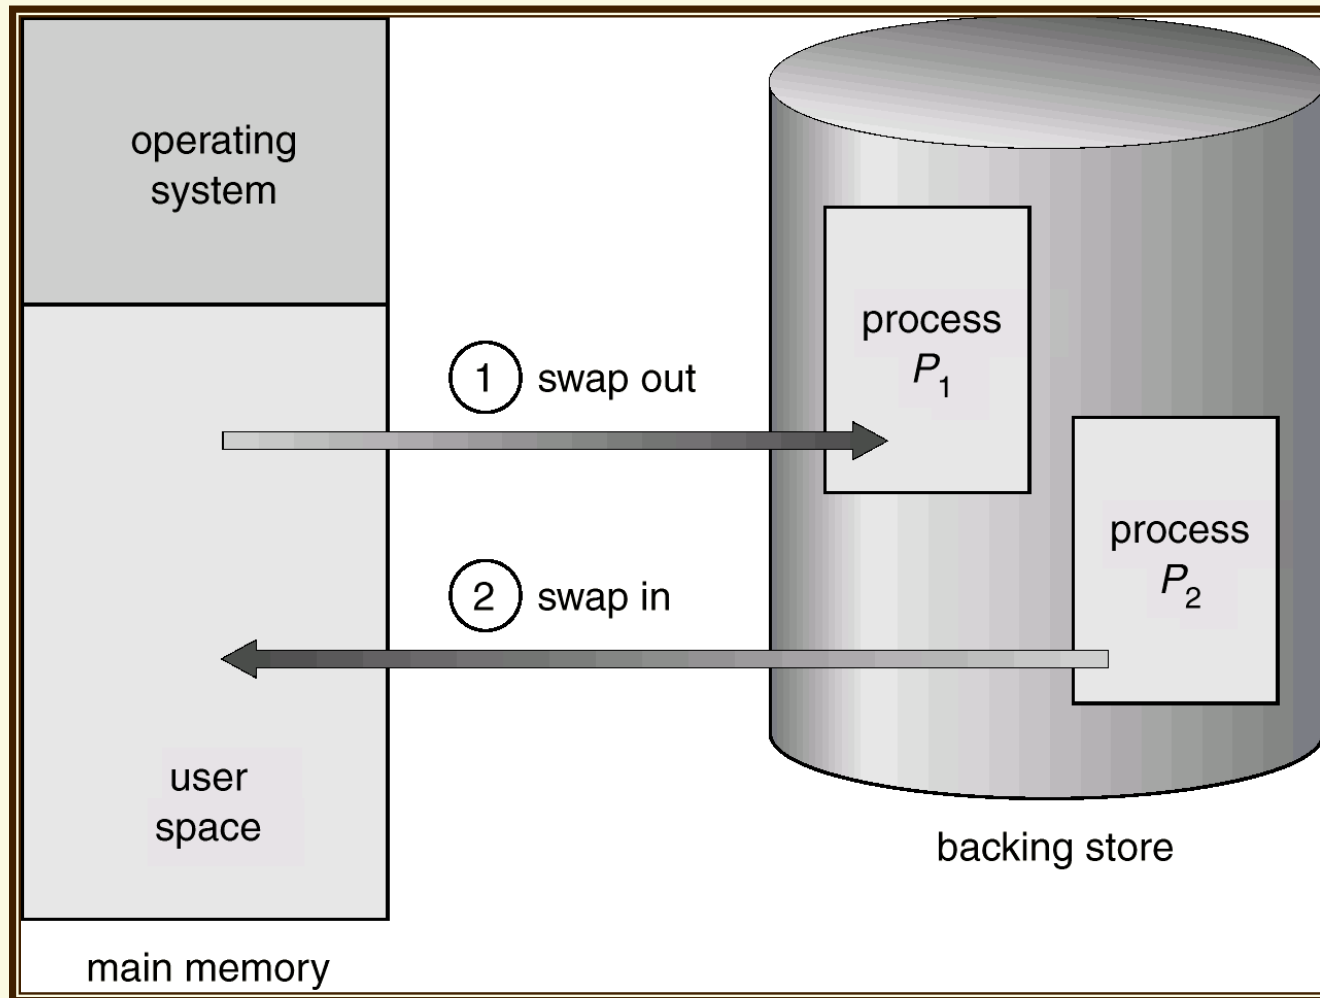 operating
system
process
P1
1 swap out
process
P2
2 swap in
user
space
backing store
main memory